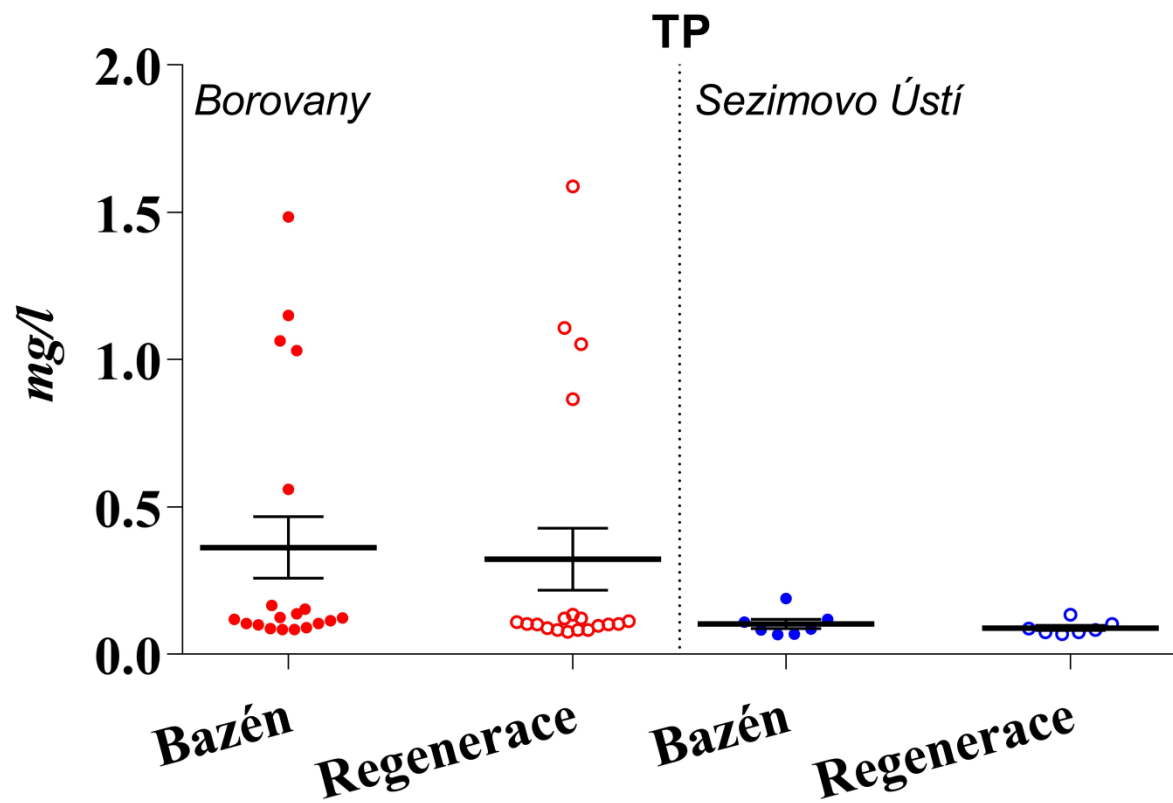 TP
Borovany
Sezimovo Ústí
mg/l
2.0
1.5
1.0
0.5
0.0
Bazén
Regenerace
Bazén
Regenerace